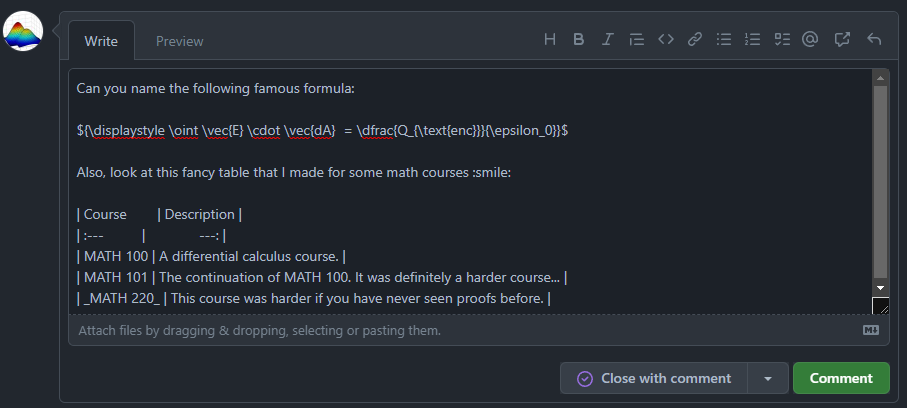 Write Preview
Can you name the following famous formula:
${\displaystyle \oint \vec{E} \cdot \vec{dA}  = \dfrac{Q_{\text{enc}}}{\epsilon_0}}$
Also, look at this fancy table that I made for some math courses :smile:
| Course | Description |
| :--- | ---: |
| MATH 100 | A differential calculus course. |
| MATH 101 | The continuation of MATH 100. It was definitely a harder course... |
| _MATH 220_ | This course was harder if you have never seen proofs before. |
Attach files by dragging & dropping, selecting or pasting them.
Close with comment Comment